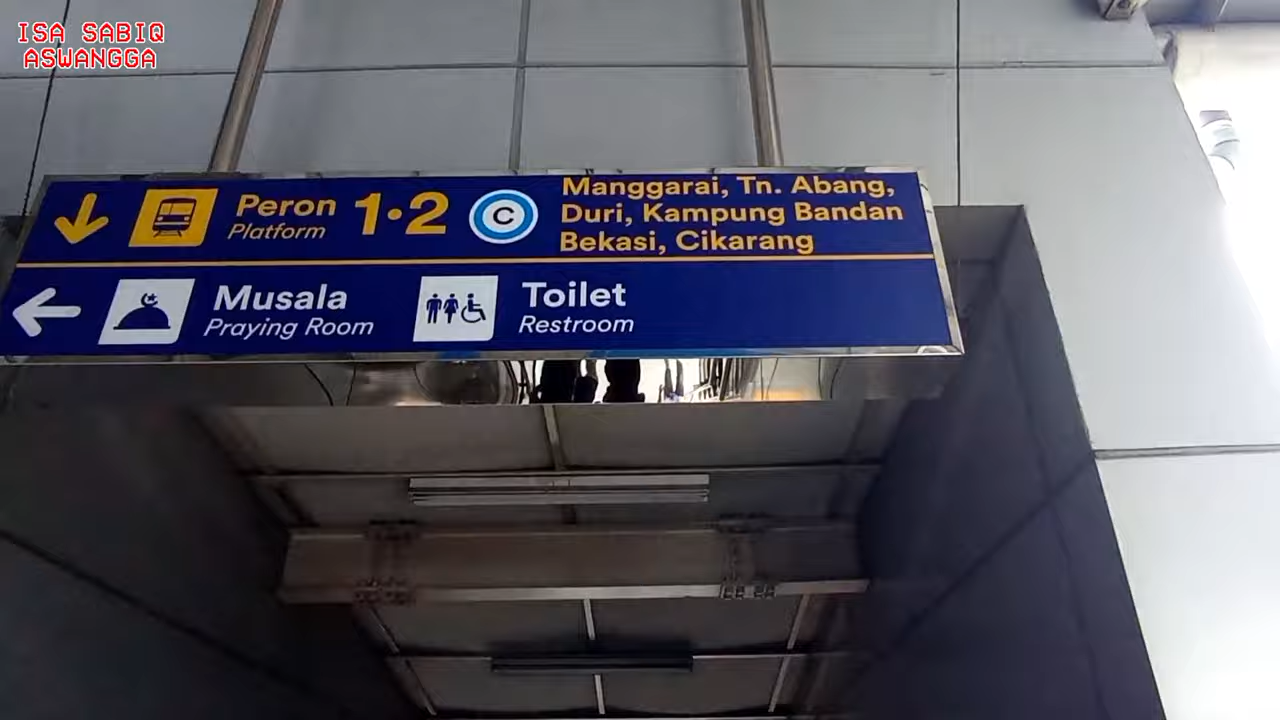 ISA SABIQ
ASWANGGA
Peron 1•2
Platform
C
Manggarai, Tn. Abang,
Duri, Kampung Bandan
Bekasi, Cikarang
Musala
Praying Room
Toilet
Restroom